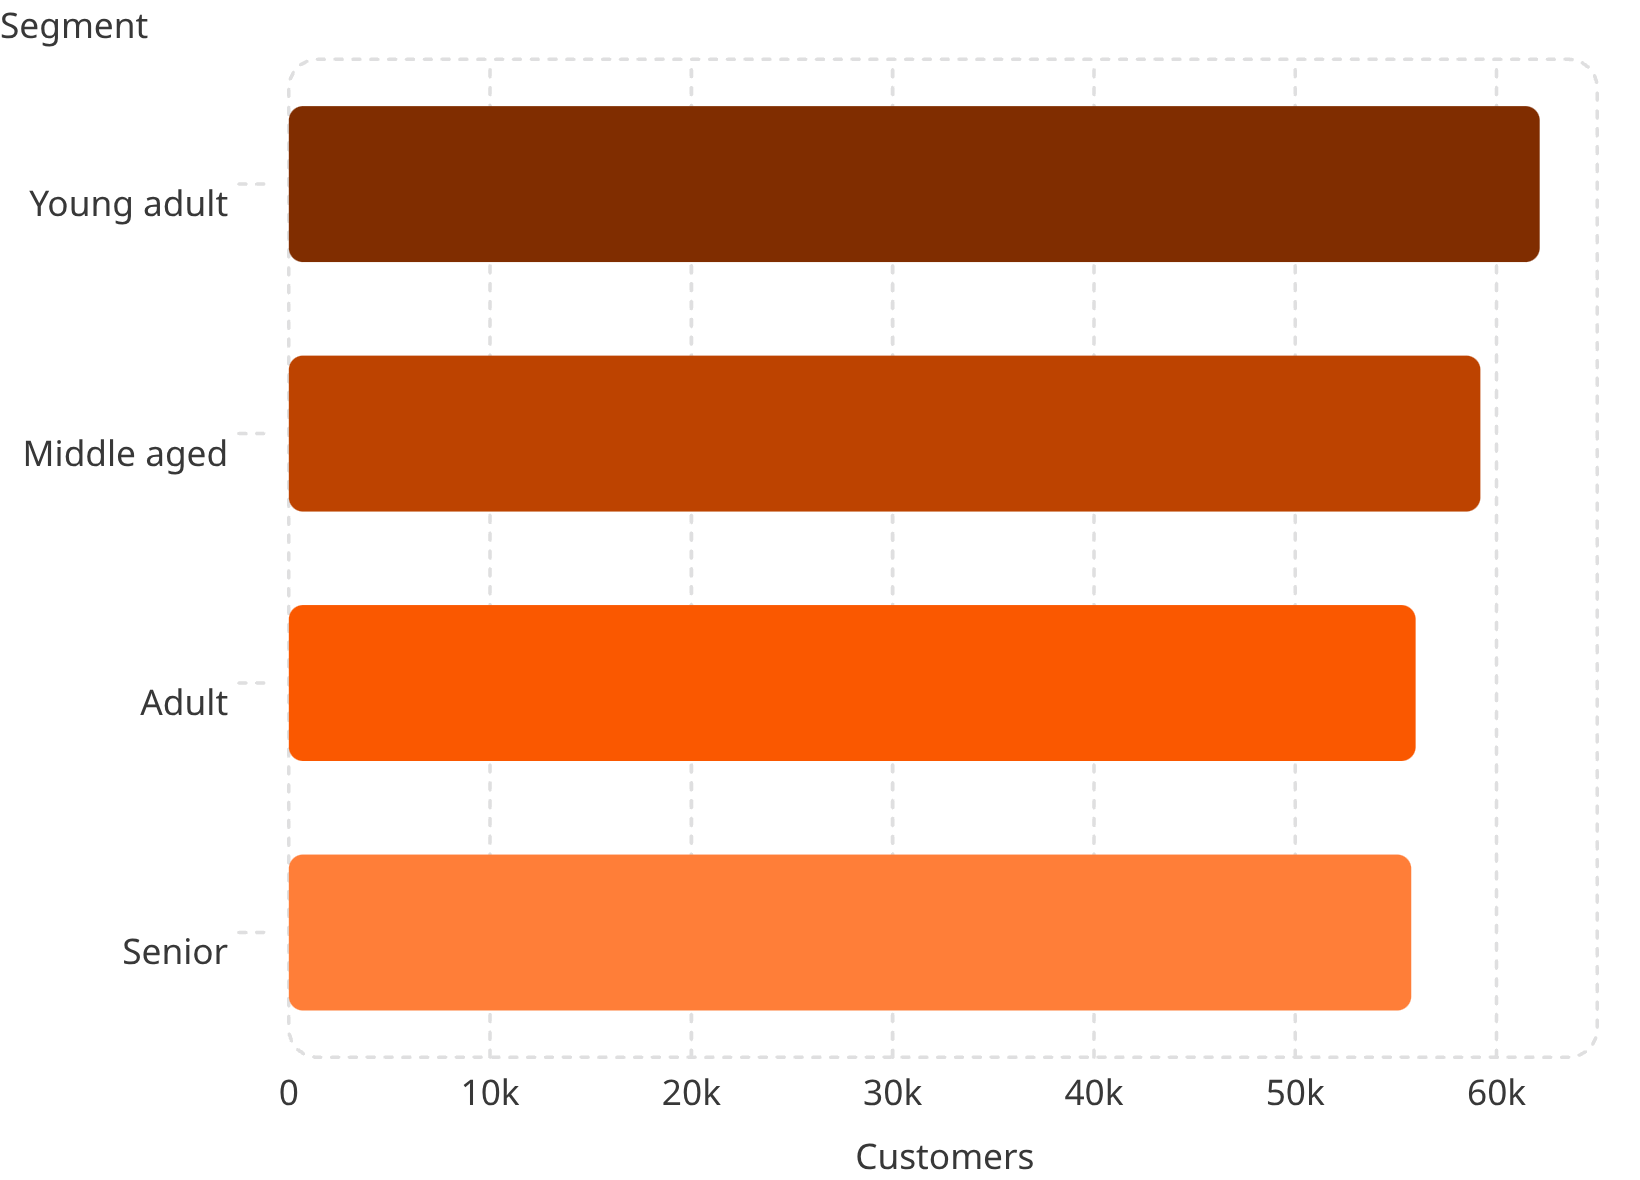 Segment
Young adult
Middle aged
Adult
Senior
0 10k 20k 30k 40k 50k 60k
Customers